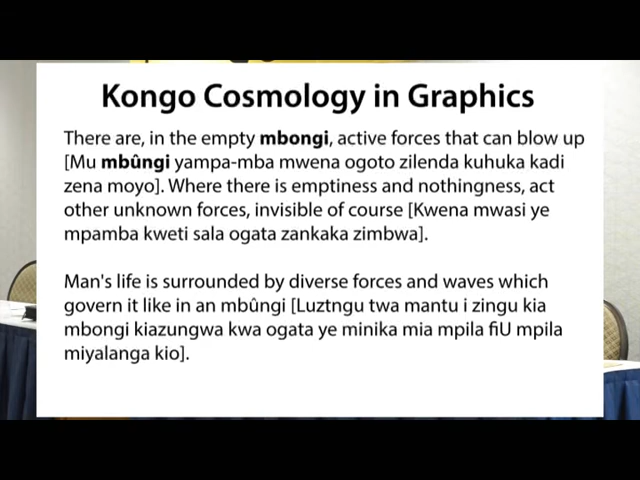 Kongo Cosmology in Graphics
There are, in the empty mbongi, active forces that can blow up
[Mu mbûngi yampa-mba mwena ogoto zilenda kuhuka kadi
zena moyo]. Where there is emptiness and nothingness, act
other unknown forces, invisible of course [Kwena mwasi ye
mpamba kweti sala ogata zankaka zimbwa].
Man's life is surrounded by diverse forces and waves which
govern it like in an mbûngi [Luztngu twa mantu i zingu kia
mbongi kiazungwa kwa ogata ye minika mia mpila fiU mpila
miyalanga kio].